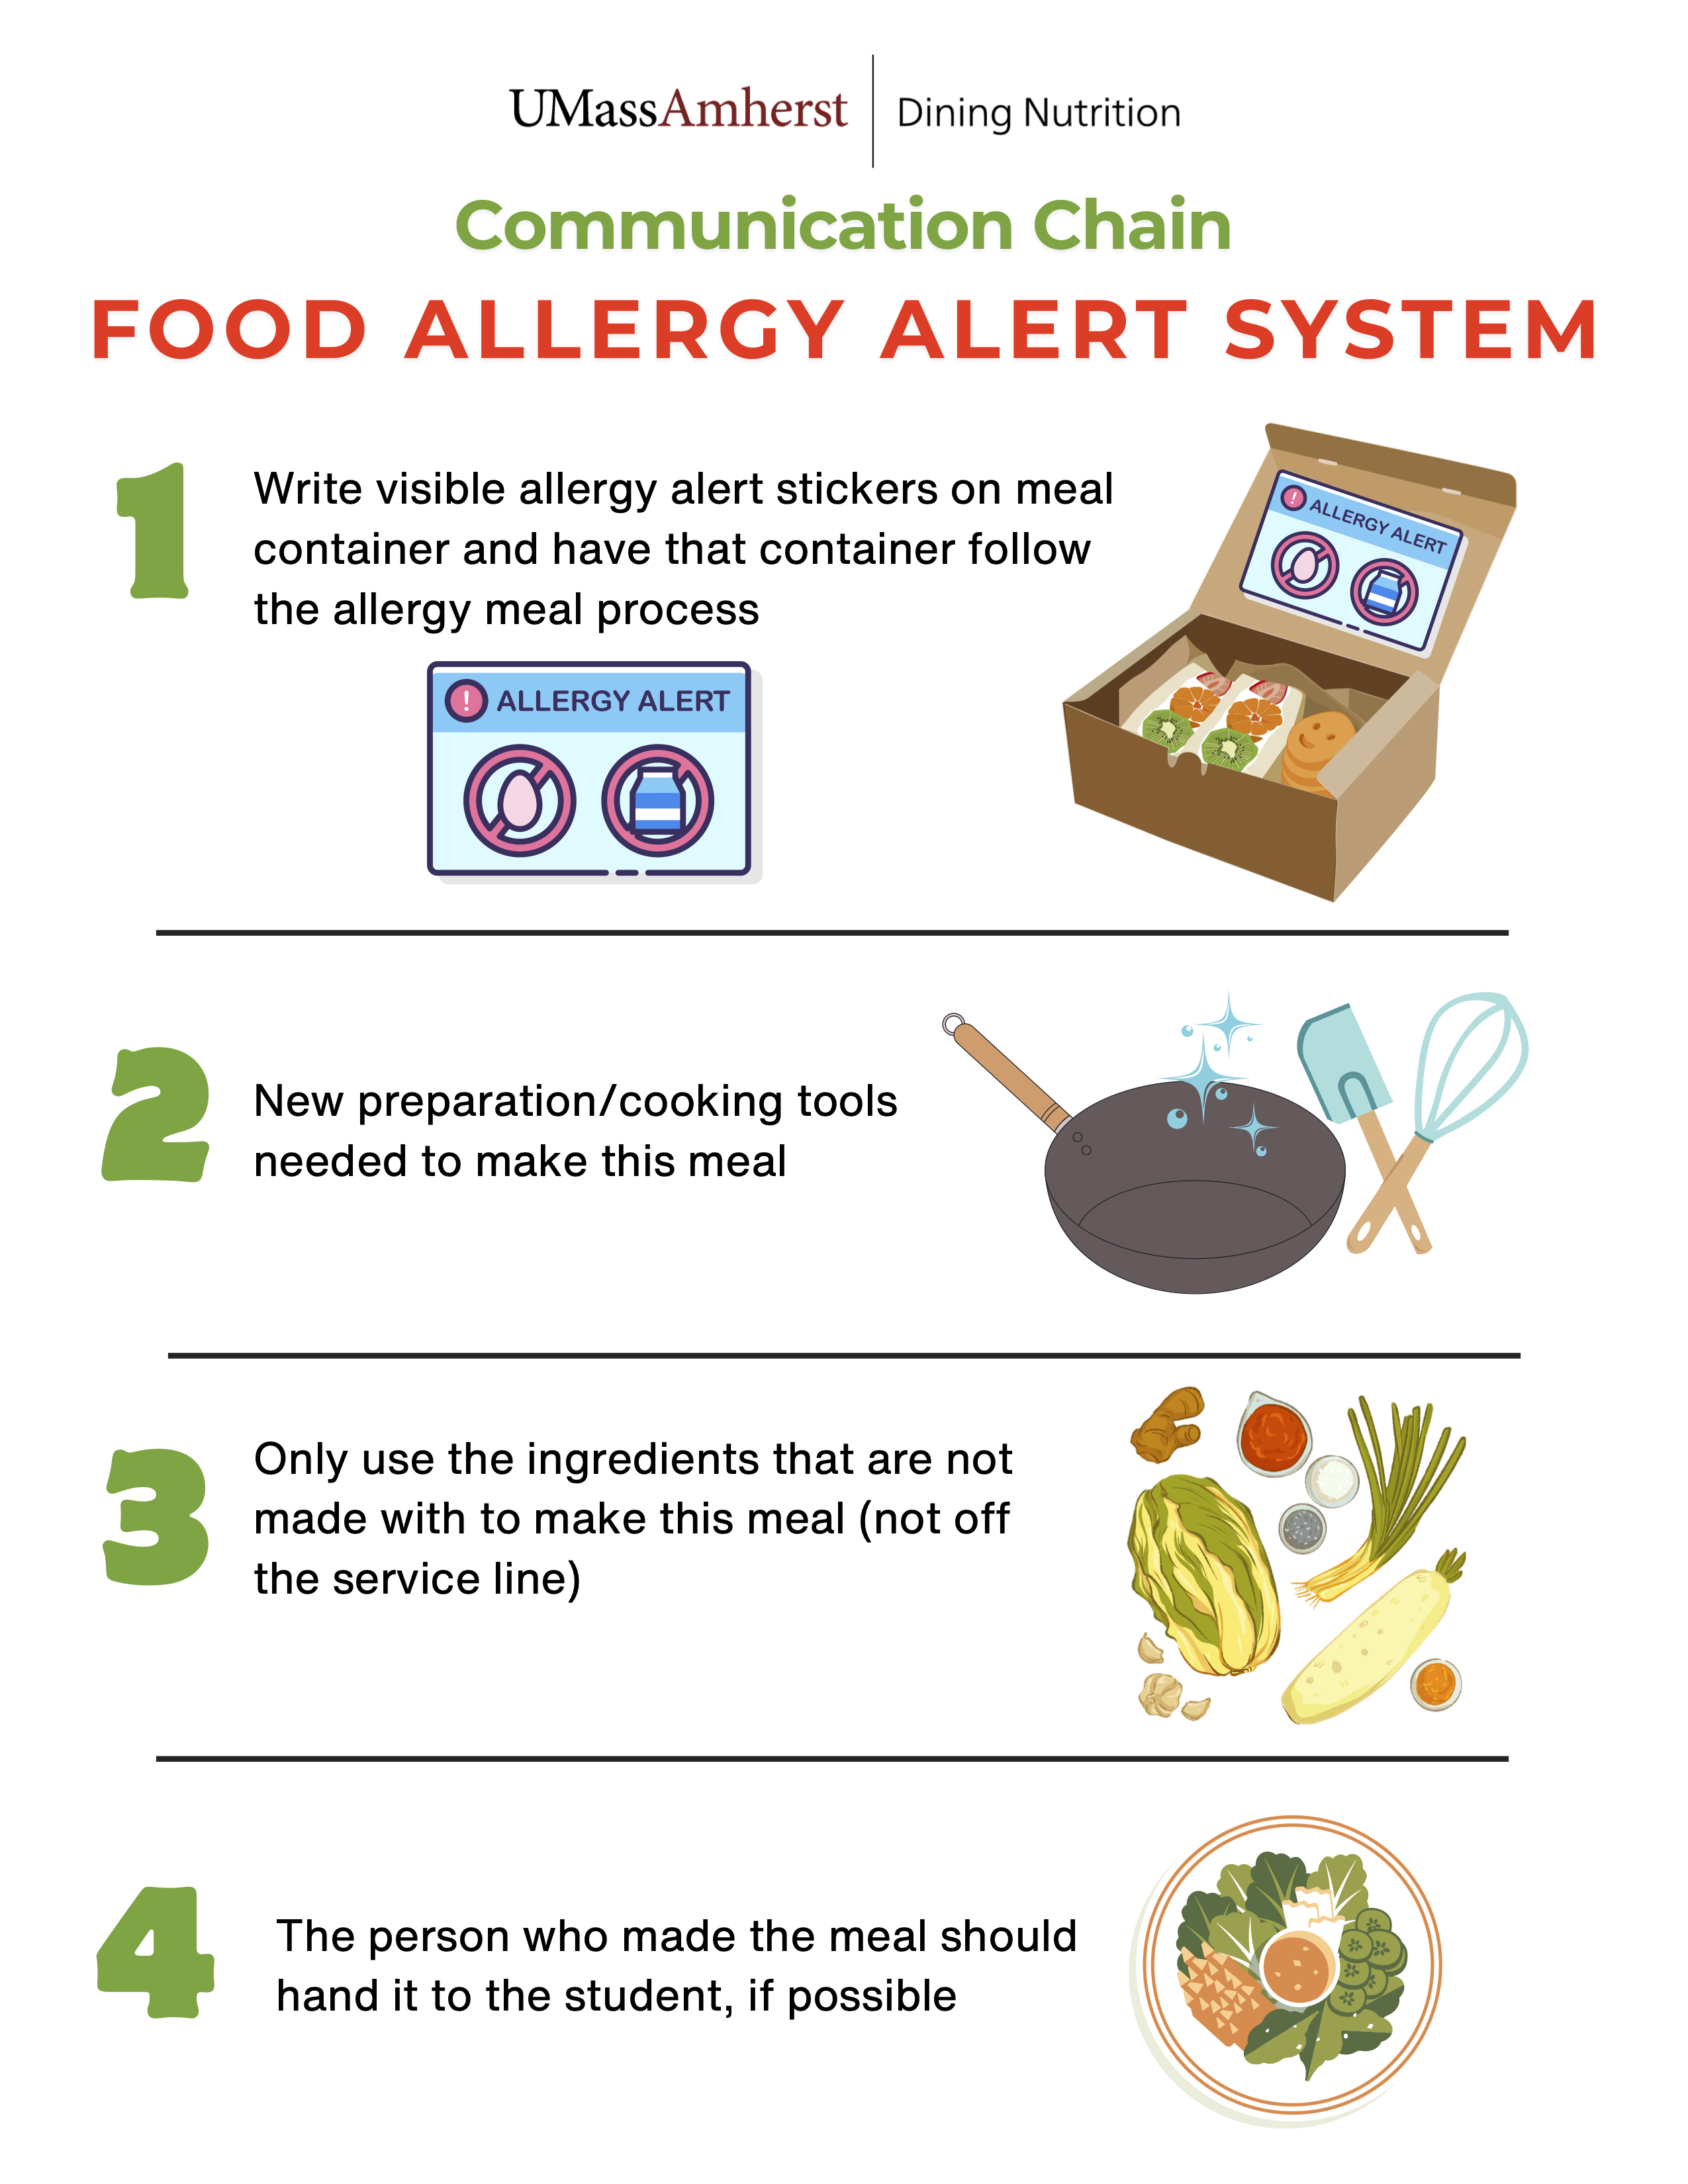 UMassAmherst | Dining Nutrition
Communication Chain
FOOD ALLERGY ALERT SYSTEM
1
Write visible allergy alert stickers on meal
container and have that container follow
the allergy meal process
! ALLERGY ALERT
! ALLERGY ALERT
2
New preparation/cooking tools
needed to make this meal
3
Only use the ingredients that are not
made with to make this meal (not off
the service line)
4
The person who made the meal should
hand it to the student, if possible